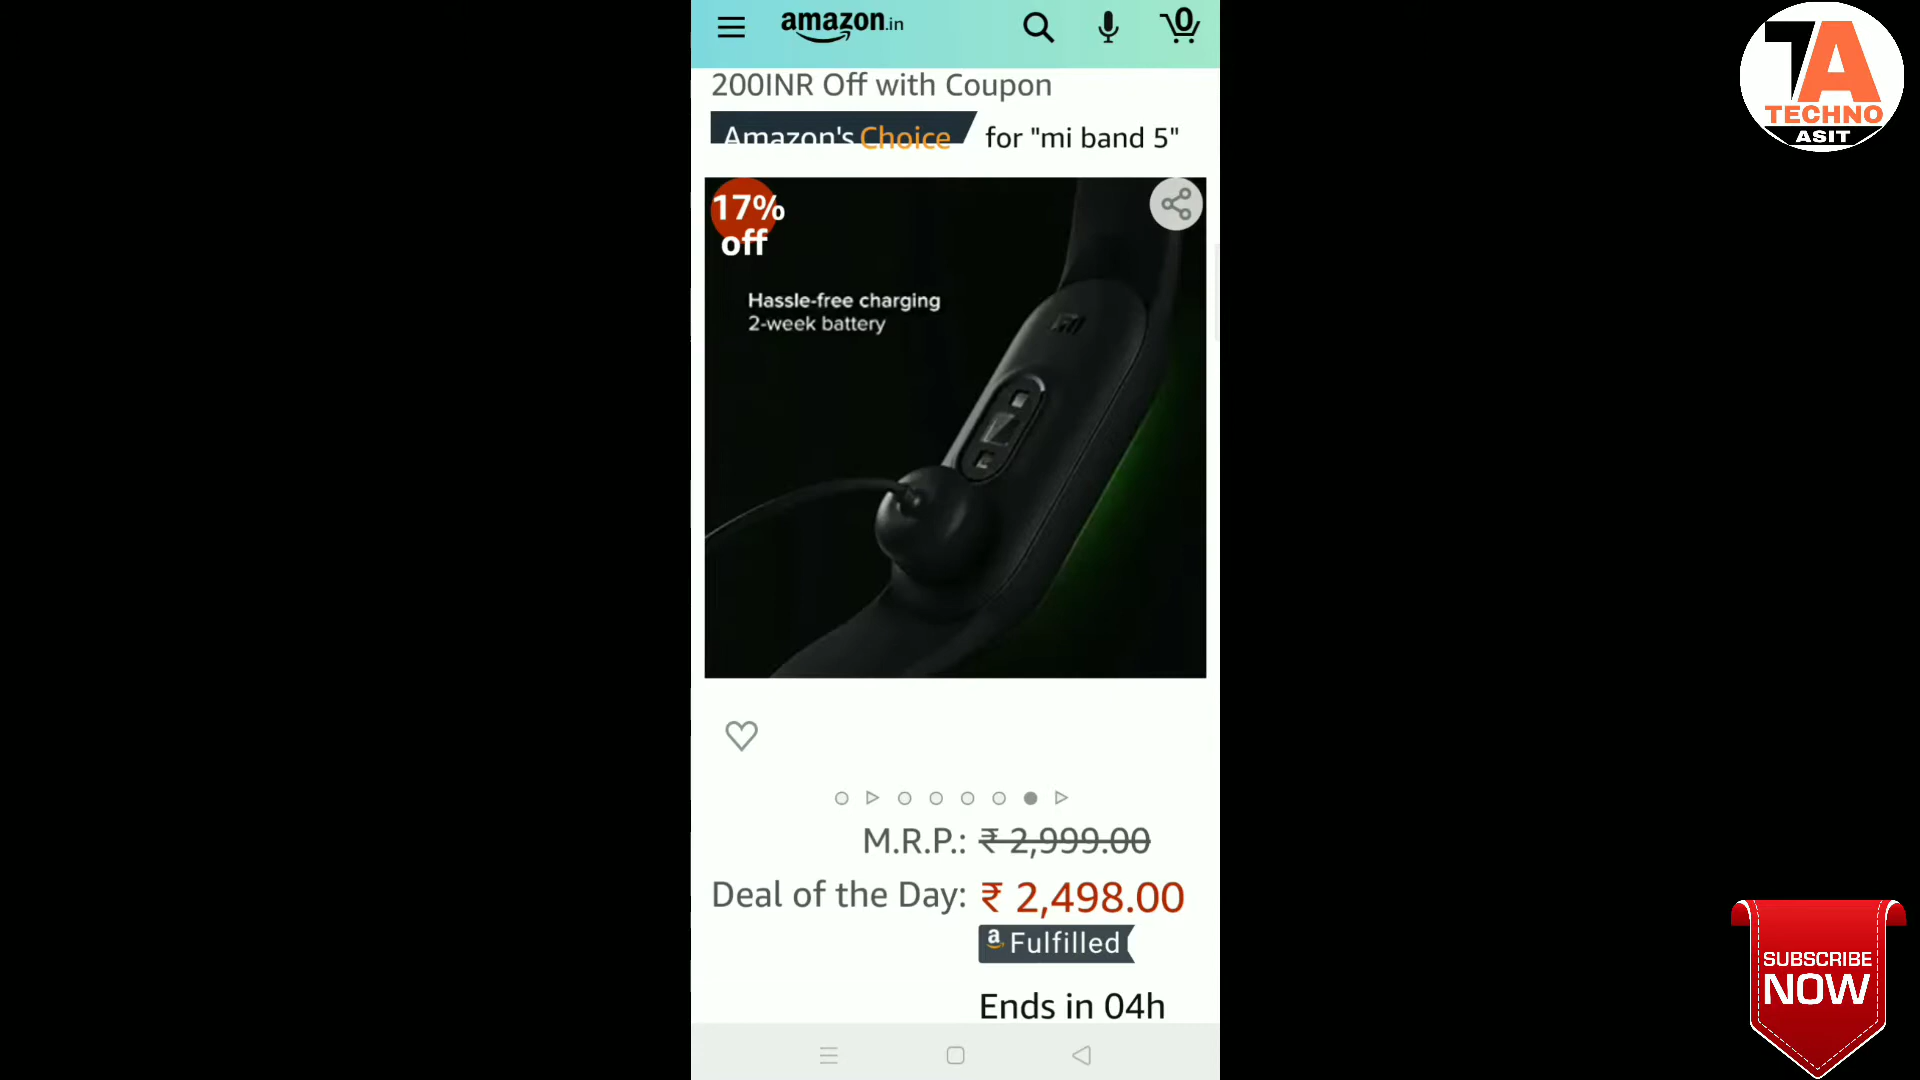 amazon.in
0
200INR Off with Coupon
Amazon's Choice for "mi band 5"
17%
off
Hassle-free charging
2-week battery
M.R.P.: ₹ 2,999.00
Deal of the Day: ₹ 2,498.00
a Fulfilled
Ends in 04h
TA
TECHNO
ASIT
SUBSCRIBE
NOW